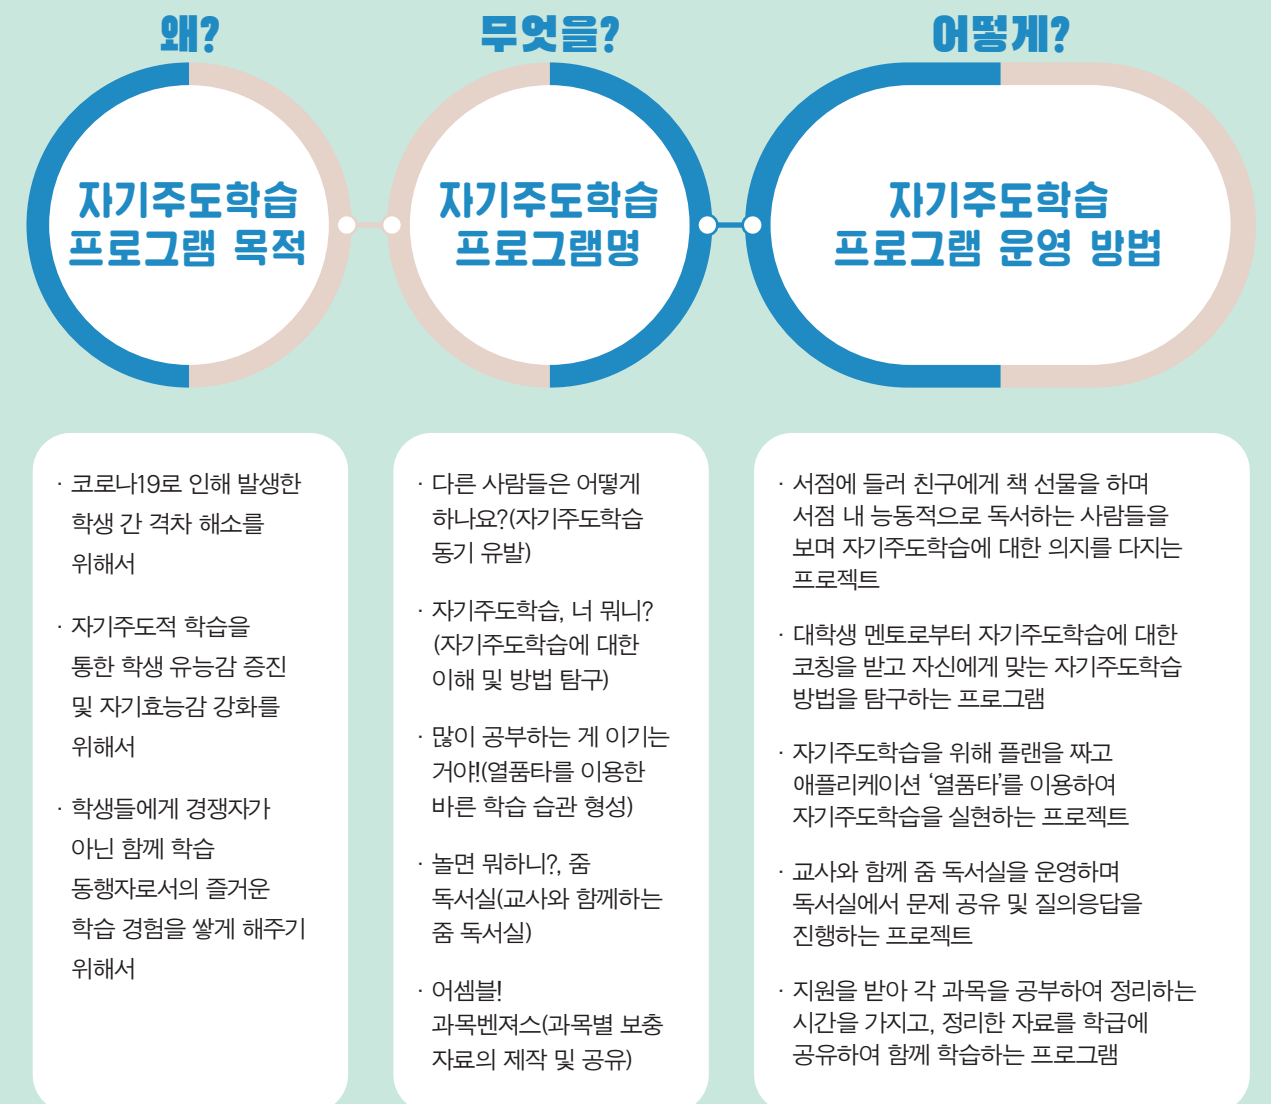 왜?
자기주도학습
프로그램 목적
· 코로나19로 인해 발생한
학생 간 격차 해소를
위해서
· 자기주도적 학습을
통한 학생 유능감 증진
및 자기효능감 강화를
위해서
· 학생들에게 경쟁자가
아닌 함께 학습
동행자로서의 즐거운
학습 경험을 쌓게 해주기
위해서
무엇을?
자기주도학습
프로그램명
· 다른 사람들은 어떻게
하나요?(자기주도학습
동기 유발)
· 자기주도학습, 너 뭐니?
(자기주도학습에 대한
이해 및 방법 탐구)
· 많이 공부하는 게 이기는
거야!(열품타를 이용한
바른 학습 습관 형성)
· 놀면 뭐하니?, 줌
독서실(교사와 함께하는
줌 독서실)
· 어셈블!
과목벤져스(과목별 보충
자료의 제작 및 공유)
어떻게?
자기주도학습
프로그램 운영 방법
· 서점에 들러 친구에게 책 선물을 하며
서점 내 능동적으로 독서하는 사람들을
보며 자기주도학습에 대한 의지를 다지는
프로젝트
· 대학생 멘토로부터 자기주도학습에 대한
코칭을 받고 자신에게 맞는 자기주도학습
방법을 탐구하는 프로그램
· 자기주도학습을 위해 플랜을 짜고
애플리케이션 ‘열품타’를 이용하여
자기주도학습을 실현하는 프로젝트
· 교사와 함께 줌 독서실을 운영하며
독서실에서 문제 공유 및 질의응답을
진행하는 프로젝트
· 지원을 받아 각 과목을 공부하여 정리하는
시간을 가지고, 정리한 자료를 학급에
공유하여 함께 학습하는 프로그램